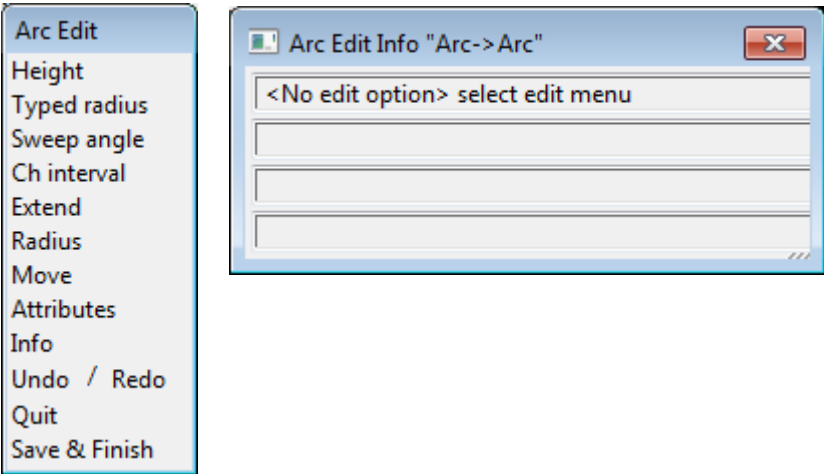 Arc Edit
Height
Typed radius
Sweep angle
Ch interval
Extend
Radius
Move
Attributes
Info
Undo / Redo
Quit
Save & Finish
Arc Edit Info "Arc->Arc"
<No edit option> select edit menu